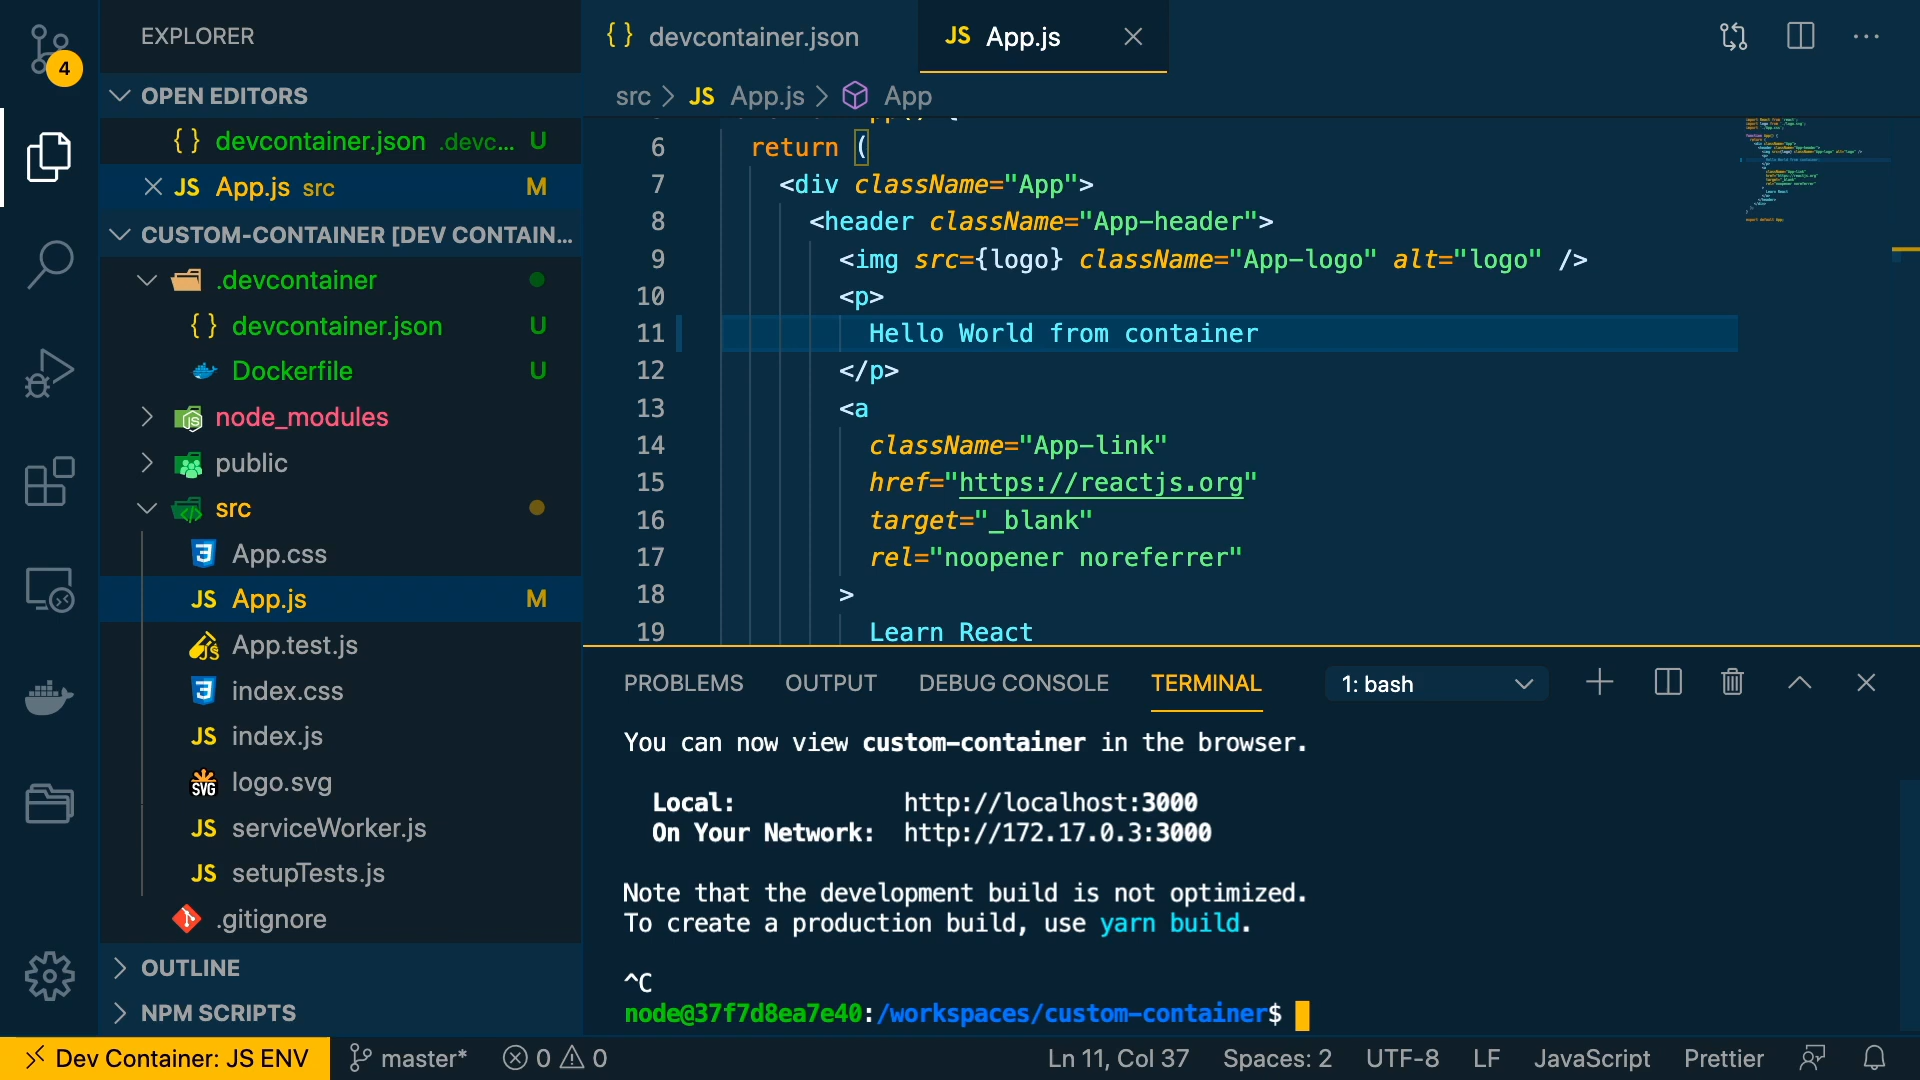 4
EXPLORER
OPEN EDITORS
{ } devcontainer.json .devc... U
JS App.js src M
CUSTOM-CONTAINER [DEV CONTAIN...
.devcontainer
{ } devcontainer.json U
Dockerfile U
node_modules
public
src
App.css
JS App.js M
App.test.js
index.css
JS index.js
SVG logo.svg
JS serviceWorker.js
JS setupTests.js
.gitignore
OUTLINE
NPM SCRIPTS
{ } devcontainer.json
JS App.js
src > JS App.js > App
6 return (
7 <div className="App">
8 <header className="App-header">
9 <img src={logo} className="App-logo" alt="logo" />
10 <p>
11 Hello World from container
12 </p>
13 <a
14 className="App-link"
15 href="https://reactjs.org"
16 target="_blank"
17 rel="noopener noreferrer"
18 >
19 Learn React
PROBLEMS OUTPUT DEBUG CONSOLE TERMINAL 1: bash
You can now view custom-container in the browser.
Local: http://localhost:3000
On Your Network: http://172.17.0.3:3000
Note that the development build is not optimized.
To create a production build, use yarn build.
^C
node@37f7d8ea7e40:/workspaces/custom-container$
Dev Container: JS ENV master* 0 0 Ln 11, Col 37 Spaces: 2 UTF-8 LF JavaScript Prettier